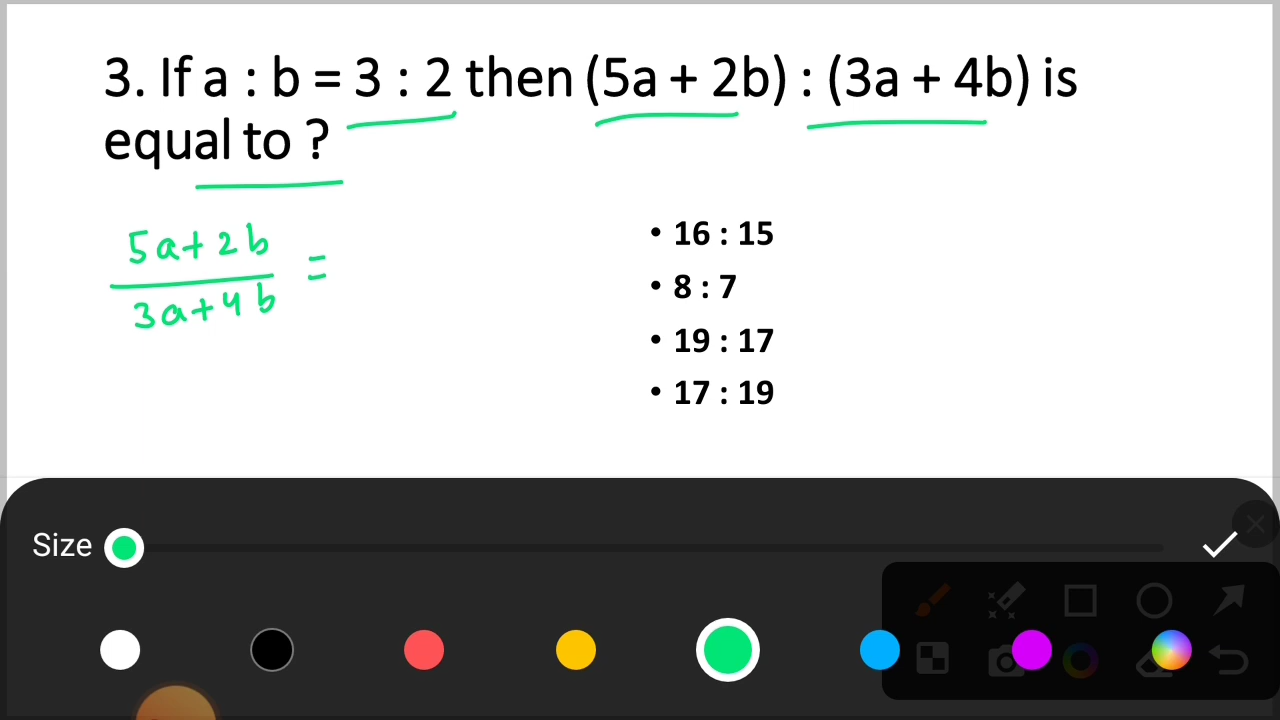 3. If a : b = 3 : 2 then (5a + 2b) : (3a + 4b) is
equal to ?
5a+2b
3a+4b
=
• 16 : 15
• 8 : 7
• 19 : 17
• 17 : 19
Size